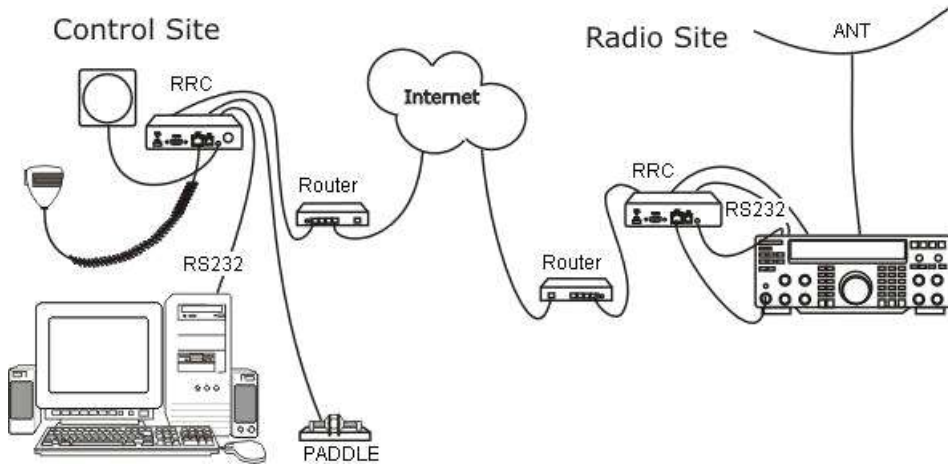 Control Site
Radio Site
ANT
RRC
Internet
RRC
Router
RS232
Router
RS232
PADDLE